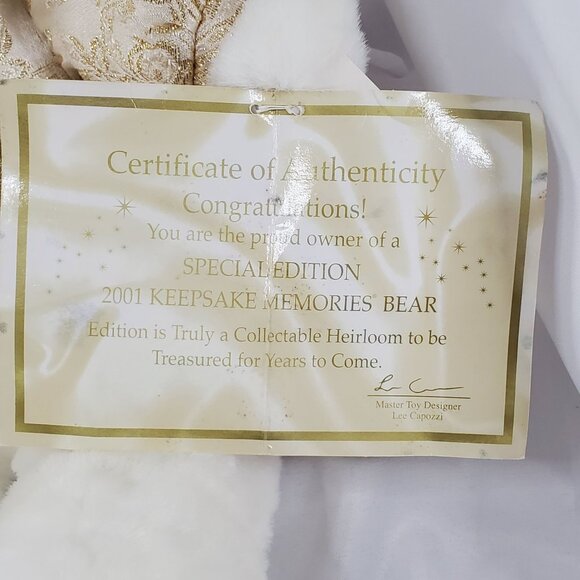 Certificate of Authenticity
Congratulations!
You are the proud owner of a
SPECIAL EDITION
2001 KEEPSAKE MEMORIES BEAR
Edition is Truly a Collectable Heirloom to be
Treasured for Years to Come.
Master Toy Designer
Lee Capozzi